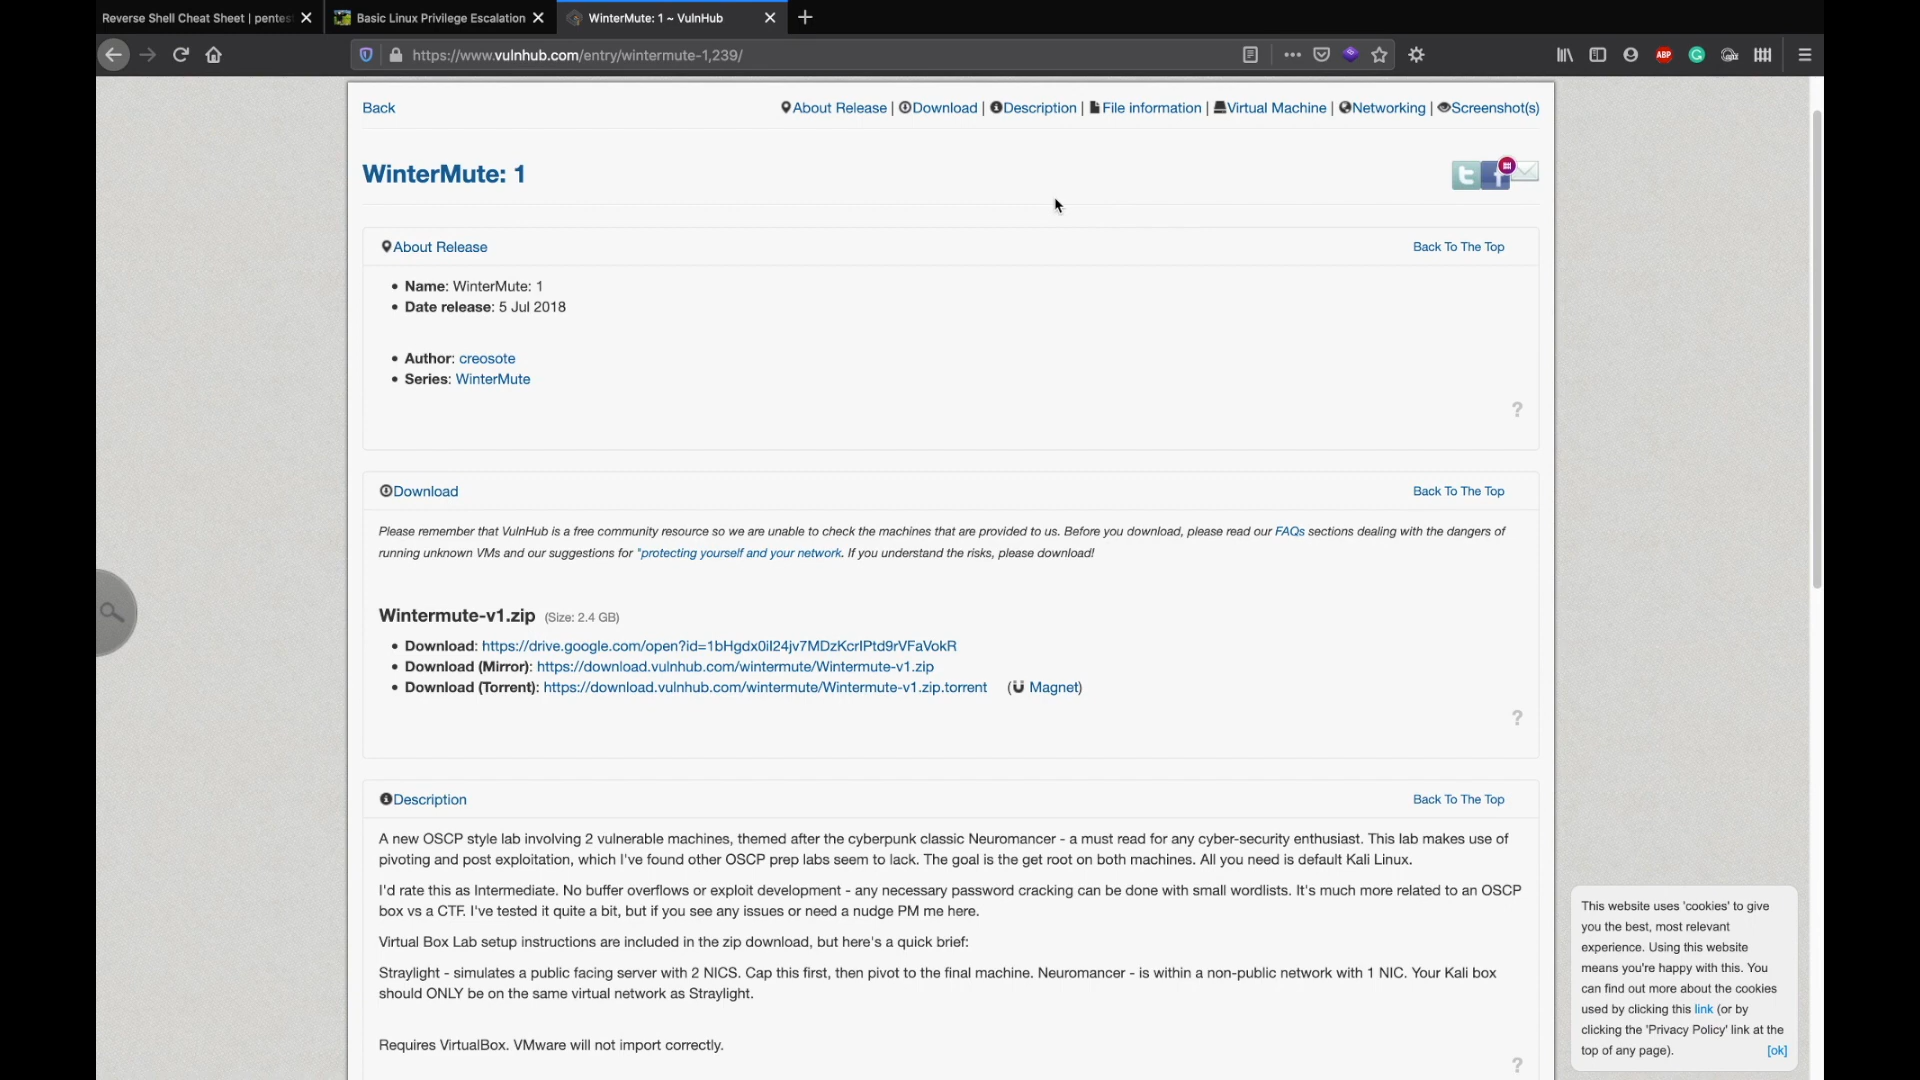 Reverse Shell Cheat Sheet | pentes
Basic Linux Privilege Escalation
WinterMute: 1 ~ VulnHub
https://www.vulnhub.com/entry/wintermute-1,239/
ABP
Back
About Release | Download | Description | File information | Virtual Machine | Networking | Screenshot(s)
WinterMute: 1
About Release
Back To The Top
Name: WinterMute: 1
Date release: 5 Jul 2018
Author: creosote
Series: WinterMute
?
Download
Back To The Top
Please remember that VulnHub is a free community resource so we are unable to check the machines that are provided to us. Before you download, please read our FAQs sections dealing with the dangers of
running unknown VMs and our suggestions for "protecting yourself and your network. If you understand the risks, please download!
Wintermute-v1.zip (Size: 2.4 GB)
Download: https://drive.google.com/open?id=1bHgdx0iI24jv7MDzKcrIPtd9rVFaVokR
Download (Mirror): https://download.vulnhub.com/wintermute/Wintermute-v1.zip
Download (Torrent): https://download.vulnhub.com/wintermute/Wintermute-v1.zip.torrent (Magnet)
?
Description
Back To The Top
A new OSCP style lab involving 2 vulnerable machines, themed after the cyberpunk classic Neuromancer - a must read for any cyber-security enthusiast. This lab makes use of
pivoting and post exploitation, which I've found other OSCP prep labs seem to lack. The goal is the get root on both machines. All you need is default Kali Linux.
I'd rate this as Intermediate. No buffer overflows or exploit development - any necessary password cracking can be done with small wordlists. It's much more related to an OSCP
box vs a CTF. I've tested it quite a bit, but if you see any issues or need a nudge PM me here.
Virtual Box Lab setup instructions are included in the zip download, but here's a quick brief:
Straylight - simulates a public facing server with 2 NICS. Cap this first, then pivot to the final machine. Neuromancer - is within a non-public network with 1 NIC. Your Kali box
should ONLY be on the same virtual network as Straylight.
Requires VirtualBox. VMware will not import correctly.
?
This website uses 'cookies' to give
you the best, most relevant
experience. Using this website
means you're happy with this. You
can find out more about the cookies
used by clicking this link (or by
clicking the 'Privacy Policy' link at the
top of any page).
[ok]